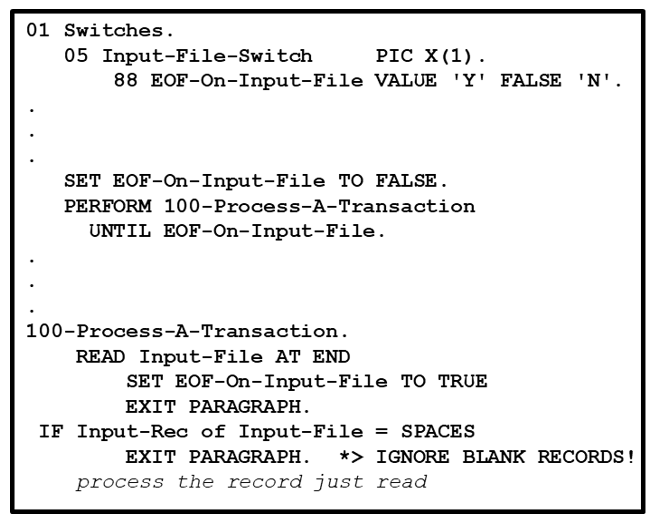 01 Switches.
05 Input-File-Switch PIC X(1).
88 EOF-On-Input-File VALUE 'Y' FALSE 'N'.
.
.
.
SET EOF-On-Input-File TO FALSE.
PERFORM 100-Process-A-Transaction
UNTIL EOF-On-Input-File.
.
.
.
100-Process-A-Transaction.
READ Input-File AT END
SET EOF-On-Input-File TO TRUE
EXIT PARAGRAPH.
IF Input-Rec of Input-File = SPACES
EXIT PARAGRAPH. *> IGNORE BLANK RECORDS!
process the record just read